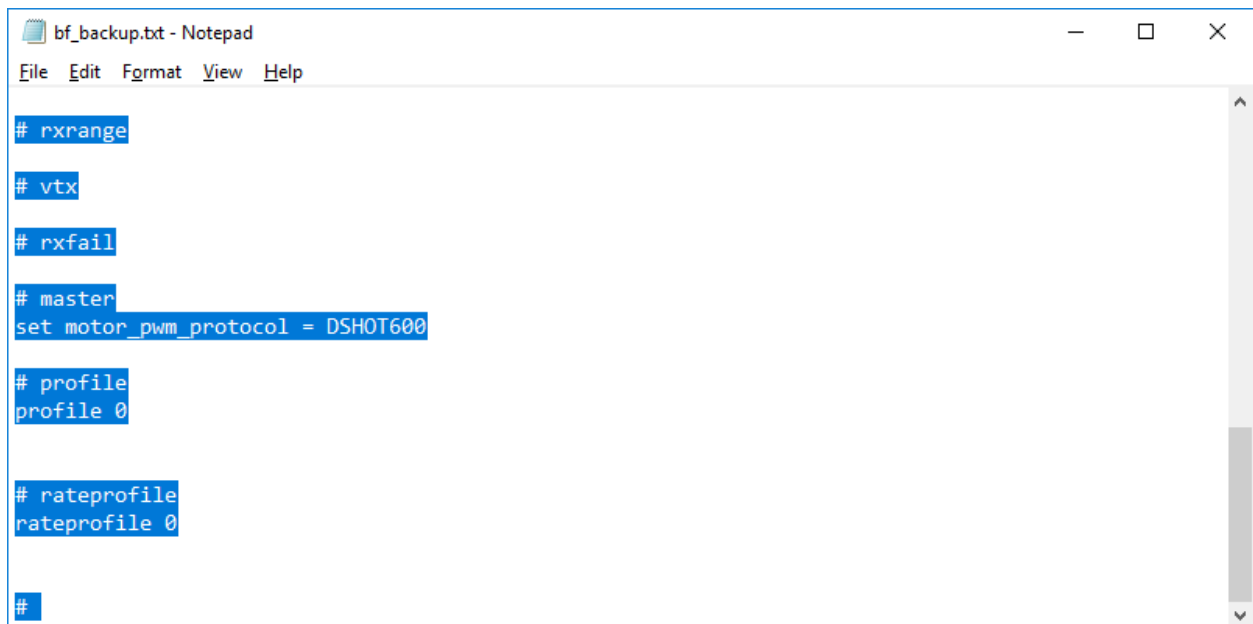 bf_backup.txt - Notepad
File Edit Format View Help
# rxrange
# vtx
# rxfail
# master
set motor_pwm_protocol = DSHOT600
# profile
profile 0
# rateprofile
rateprofile 0
#